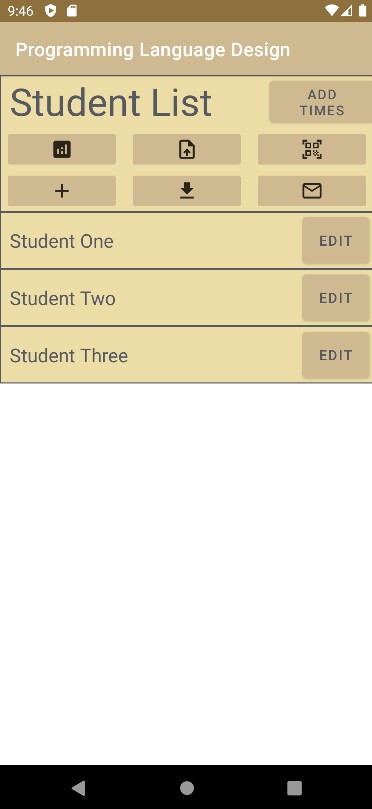 9:46
Programming Language Design
Student List
ADD
TIMES
Student One
EDIT
Student Two
EDIT
Student Three
EDIT